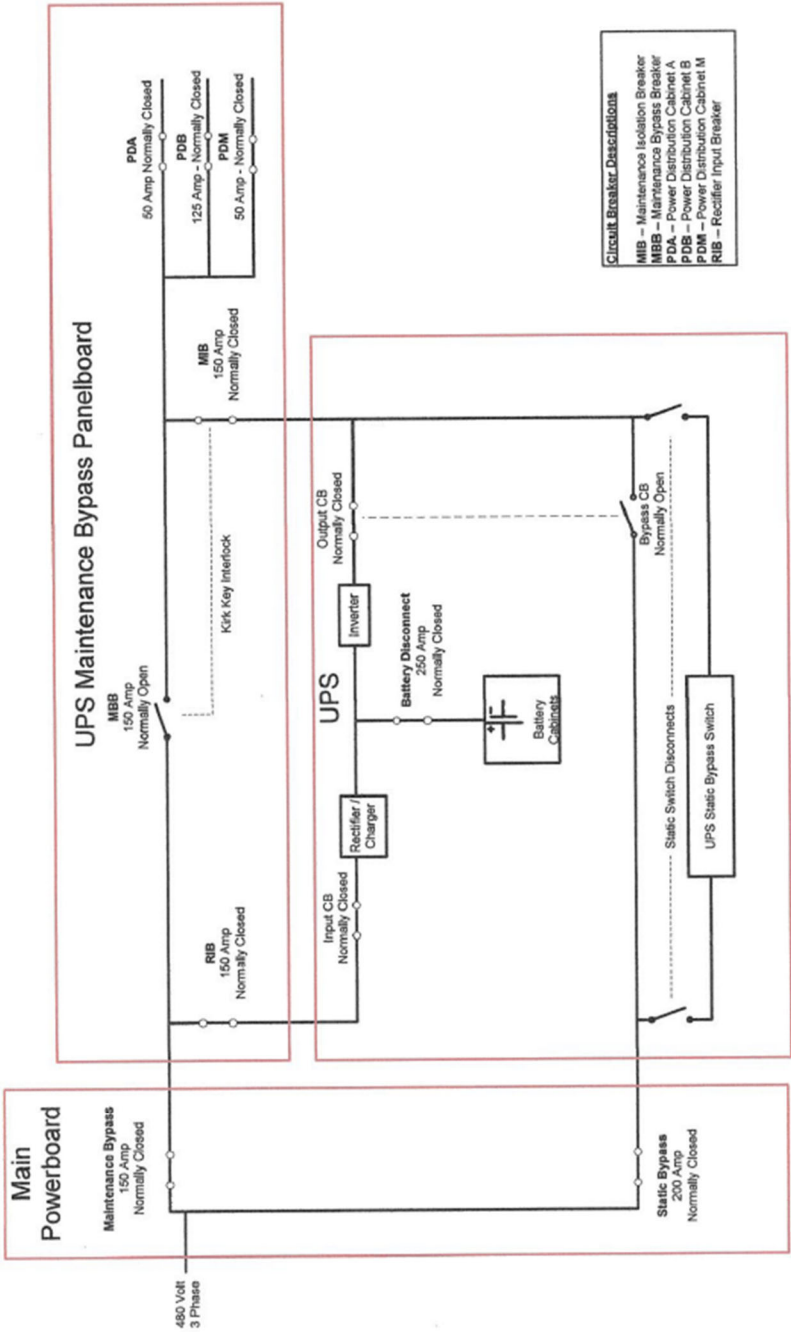 Main
Powerboard
480 Volt
3 Phase
Maintenance Bypass
150 Amp
Normally Closed
Static Bypass
200 Amp
Normally Closed
UPS Maintenance Bypass Panelboard
RIB
150 Amp
Normally Closed
MBB
150 Amp
Normally Open
Kirk Key Interlock
MIB
150 Amp
Normally Closed
PDA
50 Amp Normally Closed
PDB
125 Amp - Normally Closed
PDM
50 Amp - Normally Closed
UPS
Input CB
Normally Closed
Rectifier /
Charger
Battery Disconnect
250 Amp
Normally Closed
+ -
Battery
Cabinets
Inverter
Output CB
Normally Closed
Bypass CB
Normally Open
Static Switch Disconnects
UPS Static Bypass Switch
Circuit Breaker Descriptions
MIB – Maintenance Isolation Breaker
MBB – Maintenance Bypass Breaker
PDA – Power Distribution Cabinet A
PDB – Power Distribution Cabinet B
PDM – Power Distribution Cabinet M
RIB – Rectifier Input Breaker